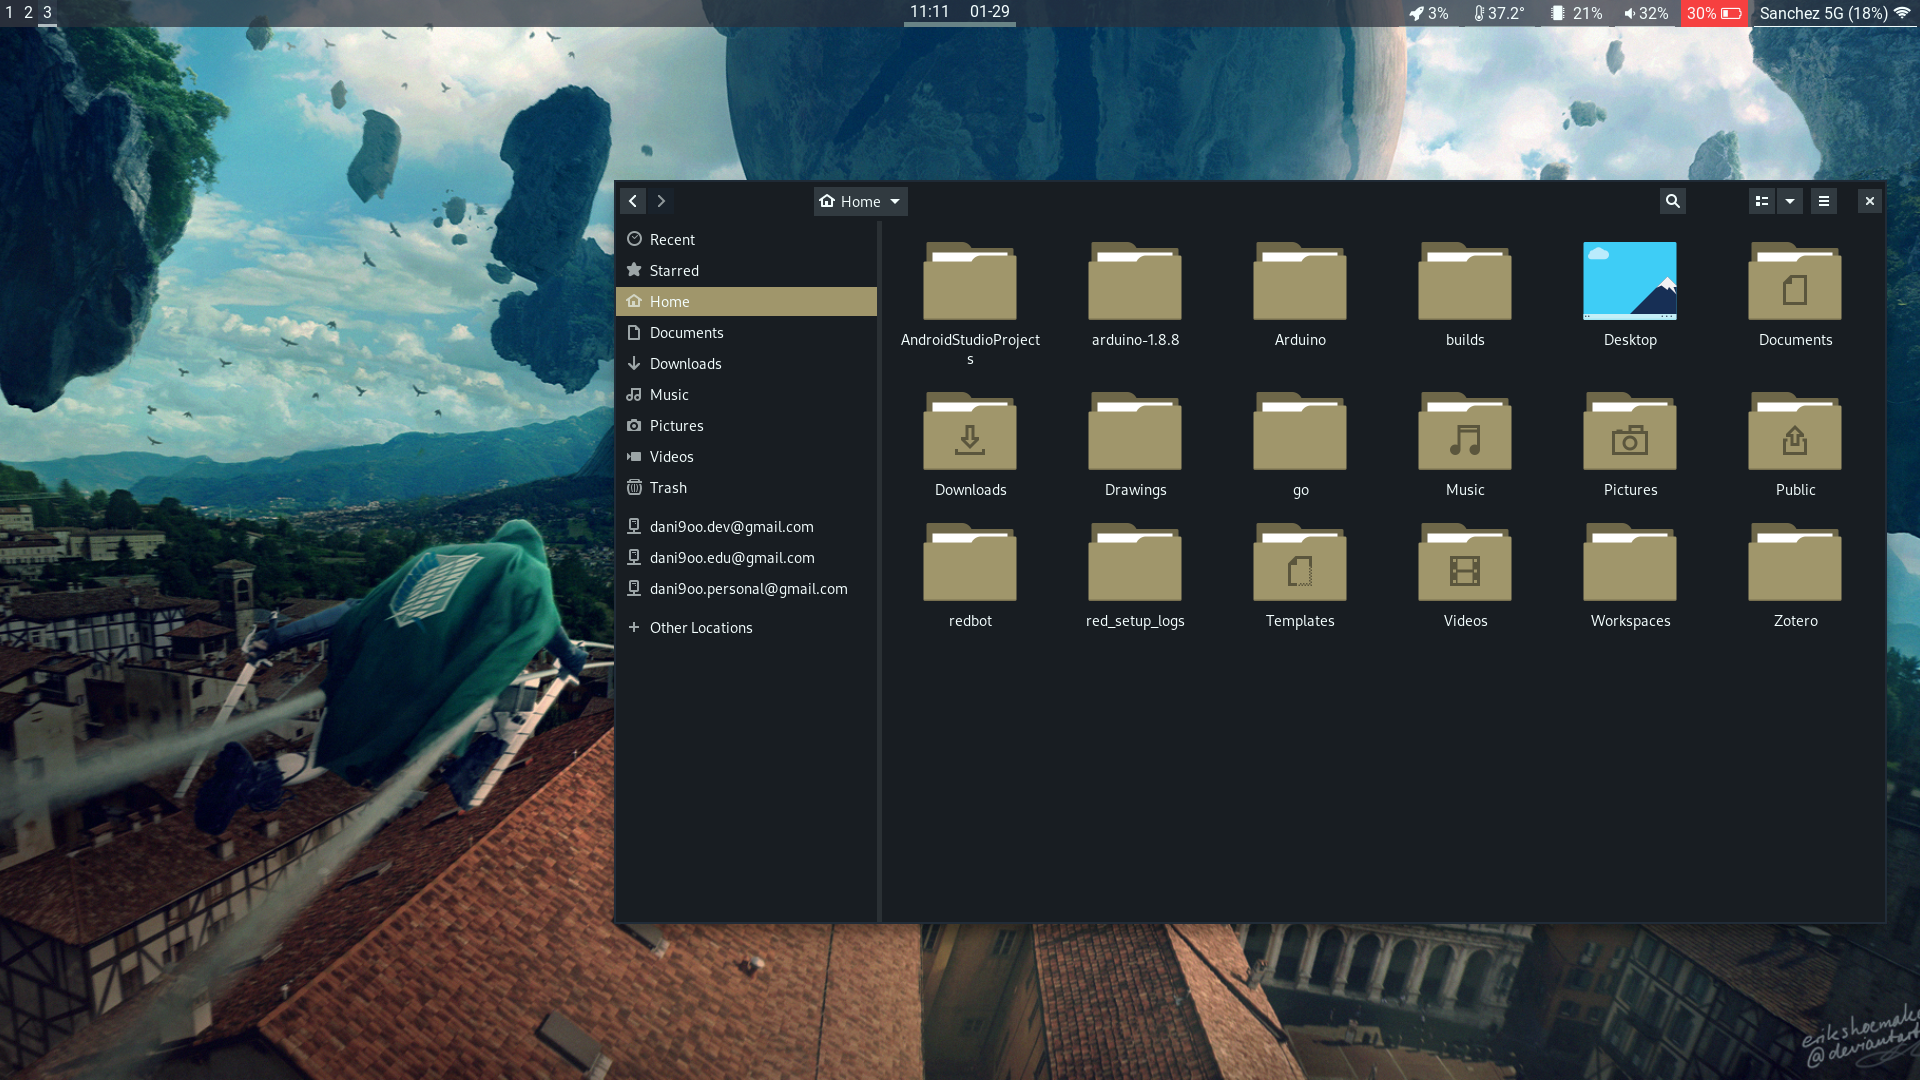 1 2 3
11:11 01-29
3% 37.2° 21% 32% 30% Sanchez 5G (18%)
Home
Recent
Starred
Home
Documents
Downloads
Music
Pictures
Videos
Trash
dani9oo.dev@gmail.com
dani9oo.edu@gmail.com
dani9oo.personal@gmail.com
Other Locations
AndroidStudioProject
s
arduino-1.8.8
Arduino
builds
Desktop
Documents
Downloads
Drawings
go
Music
Pictures
Public
redbot
red_setup_logs
Templates
Videos
Workspaces
Zotero
erikshoemake
@deviantart